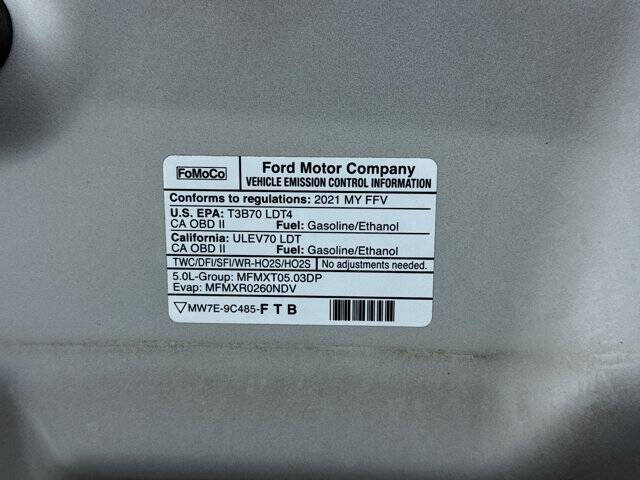 FoMoCo
Ford Motor Company
VEHICLE EMISSION CONTROL INFORMATION
Conforms to regulations: 2021 MY FFV
U.S. EPA: T3B70 LDT4
CA OBD II Fuel: Gasoline/Ethanol
California: ULEV70 LDT
CA OBD II Fuel: Gasoline/Ethanol
TWC/DFI/SFI/WR-HO2S/HO2S No adjustments needed.
5.0L-Group: MFMXT05.03DP
Evap: MFMXR0260NDV
MW7E-9C485-F T B